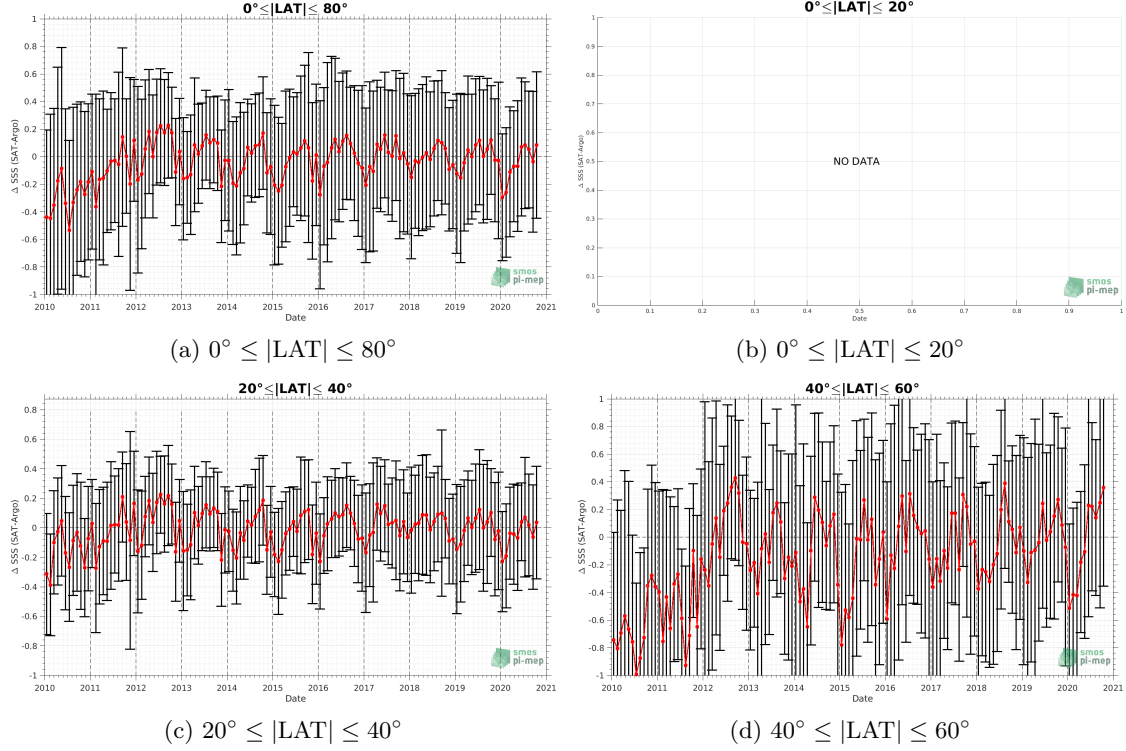 0°≤|LAT|≤ 80°
Δ SSS (SAT-Argo)
1
0.8
0.6
0.4
0.2
0
-0.2
-0.4
-0.6
-0.8
-1
2010 2011 2012 2013 2014 2015 2016 2017 2018 2019 2020 2021
Date
smos
pi-mep
(a) 0° ≤ |LAT| ≤ 80°
0°≤|LAT|≤ 20°
Δ SSS (SAT-Argo)
1
0.9
0.8
0.7
0.6
0.5
0.4
0.3
0.2
0.1
0
NO DATA
0 0.1 0.2 0.3 0.4 0.5 0.6 0.7 0.8 0.9 1
Date
smos
pi-mep
(b) 0° ≤ |LAT| ≤ 20°
20°≤|LAT|≤ 40°
Δ SSS (SAT-Argo)
0.8
0.6
0.4
0.2
0
-0.2
-0.4
-0.6
-0.8
-1
2010 2011 2012 2013 2014 2015 2016 2017 2018 2019 2020 2021
Date
smos
pi-mep
(c) 20° ≤ |LAT| ≤ 40°
40°≤|LAT|≤ 60°
Δ SSS (SAT-Argo)
1
0.8
0.6
0.4
0.2
0
-0.2
-0.4
-0.6
-0.8
-1
2010 2011 2012 2013 2014 2015 2016 2017 2018 2019 2020 2021
Date
smos
pi-mep
(d) 40° ≤ |LAT| ≤ 60°